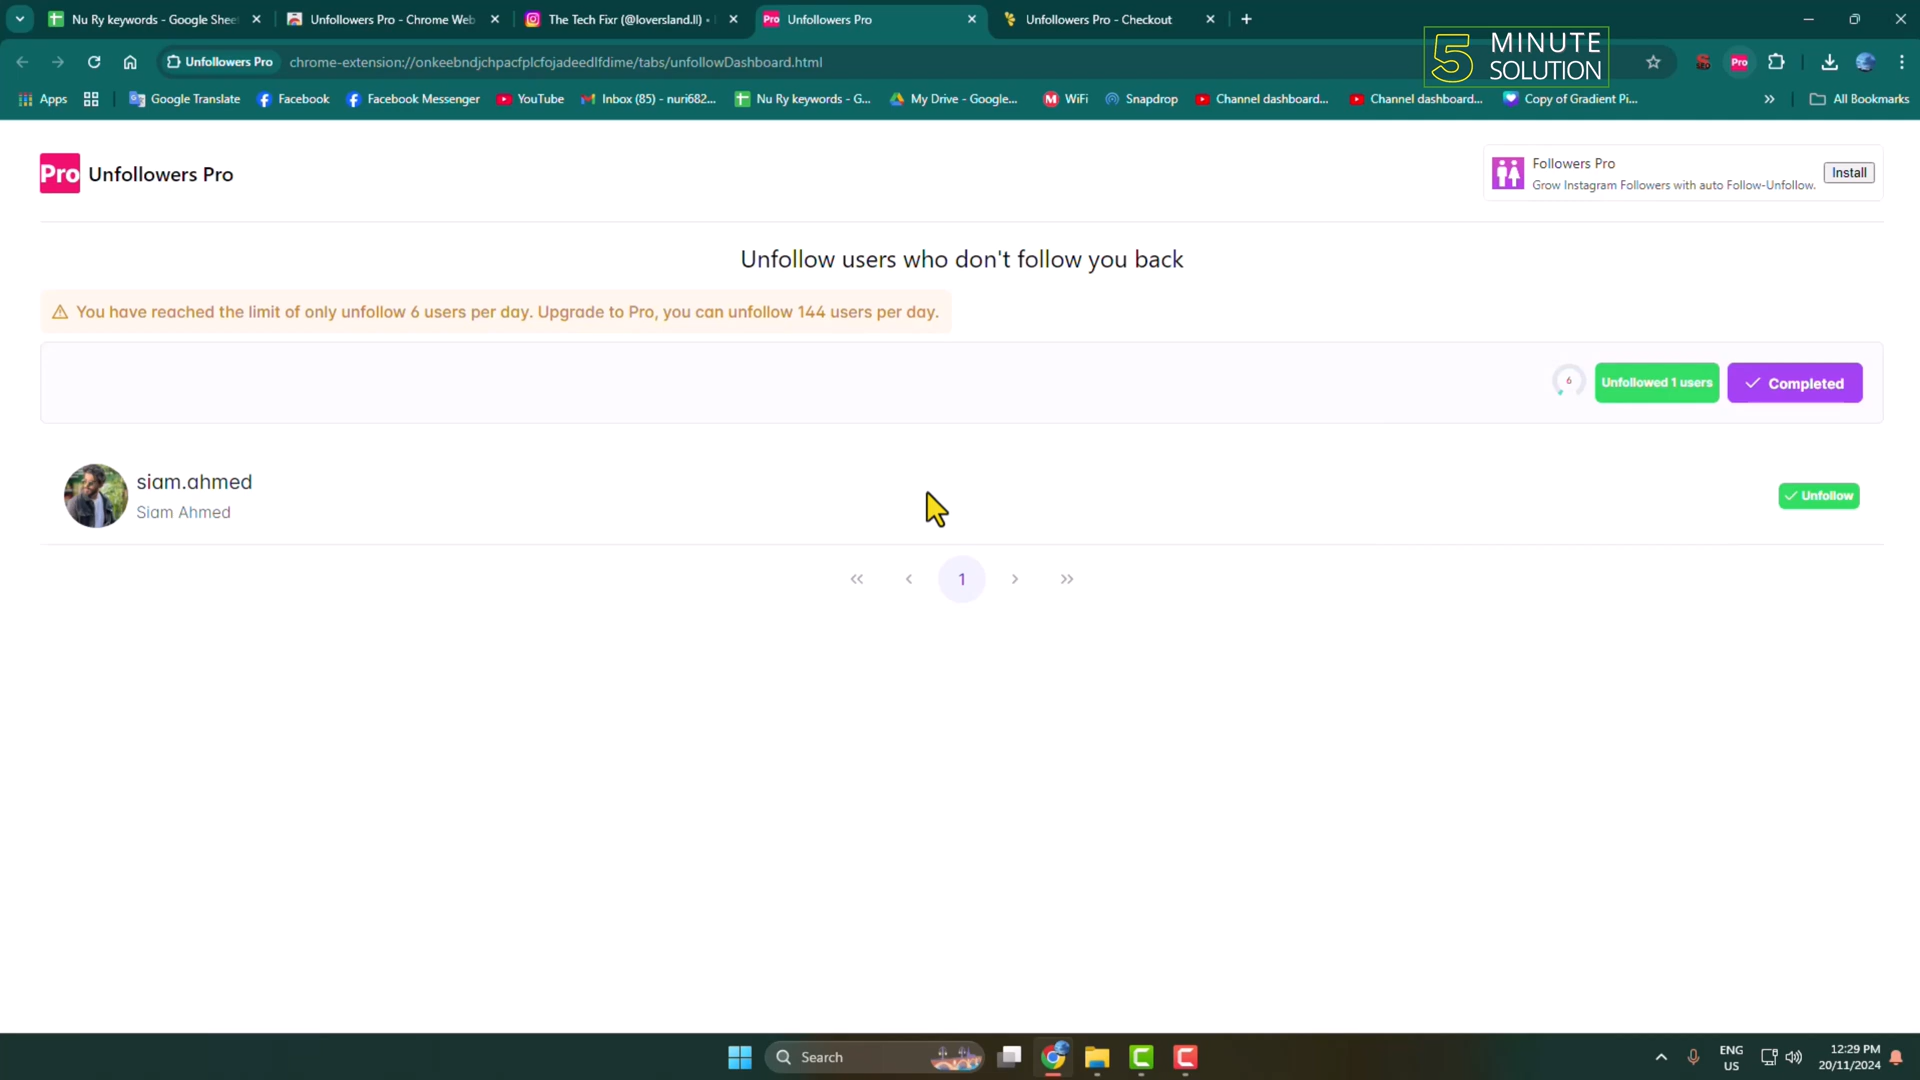 Nu Ry keywords - Google Shee
Unfollowers Pro - Chrome Web
The Tech Fixr (@loversland.ll) •
Pro Unfollowers Pro
Unfollowers Pro - Checkout
Unfollowers Pro
chrome-extension://onkeebndjchpacfplcfojadeedlfdime/tabs/unfollowDashboard.html
5 MINUTE
SOLUTION
Pro
Apps
Google Translate
Facebook
Facebook Messenger
YouTube
Inbox (85) - nuri682...
Nu Ry keywords - G...
My Drive - Google...
M WiFi
Snapdrop
Channel dashboard...
Channel dashboard...
Copy of Gradient Pi...
All Bookmarks
Pro Unfollowers Pro
Followers Pro
Grow Instagram Followers with auto Follow-Unfollow.
Install
Unfollow users who don't follow you back
You have reached the limit of only unfollow 6 users per day. Upgrade to Pro, you can unfollow 144 users per day.
6
Unfollowed 1 users
Completed
siam.ahmed
Siam Ahmed
Unfollow
« ‹ 1 › »
Search
ENG
US
12:29 PM
20/11/2024